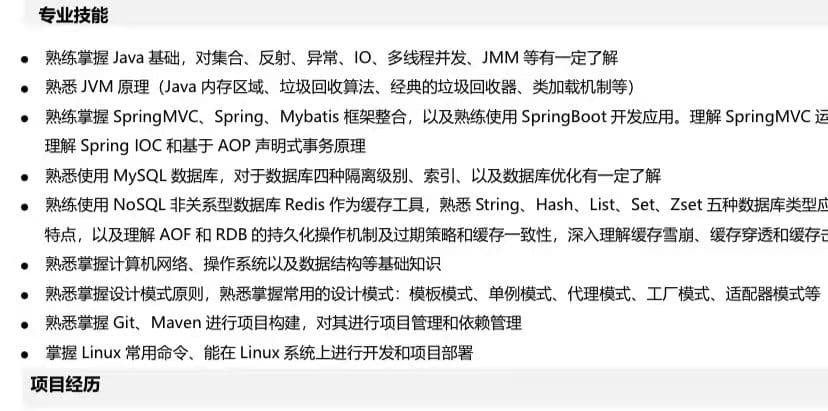 专业技能
熟练掌握 Java 基础，对集合、反射、异常、IO、多线程并发、JMM 等有一定了解
熟悉 JVM 原理（Java 内存区域、垃圾回收算法、经典的垃圾回收器、类加载机制等）
熟练掌握 SpringMVC、Spring、Mybatis 框架整合，以及熟练使用 SpringBoot 开发应用。理解 SpringMVC 运
理解 Spring IOC 和基于 AOP 声明式事务原理
熟悉使用 MySQL 数据库，对于数据库四种隔离级别、索引、以及数据库优化有一定了解
熟练使用 NoSQL 非关系型数据库 Redis 作为缓存工具，熟悉 String、Hash、List、Set、Zset 五种数据库类型应
特点，以及理解 AOF 和 RDB 的持久化操作机制及过期策略和缓存一致性，深入理解缓存雪崩、缓存穿透和缓存击
熟悉掌握计算机网络、操作系统以及数据结构等基础知识
熟悉掌握设计模式原则，熟悉掌握常用的设计模式：模板模式、单例模式、代理模式、工厂模式、适配器模式等
熟悉掌握 Git、Maven 进行项目构建，对其进行项目管理和依赖管理
掌握 Linux 常用命令、能在 Linux 系统上进行开发和项目部署
项目经历